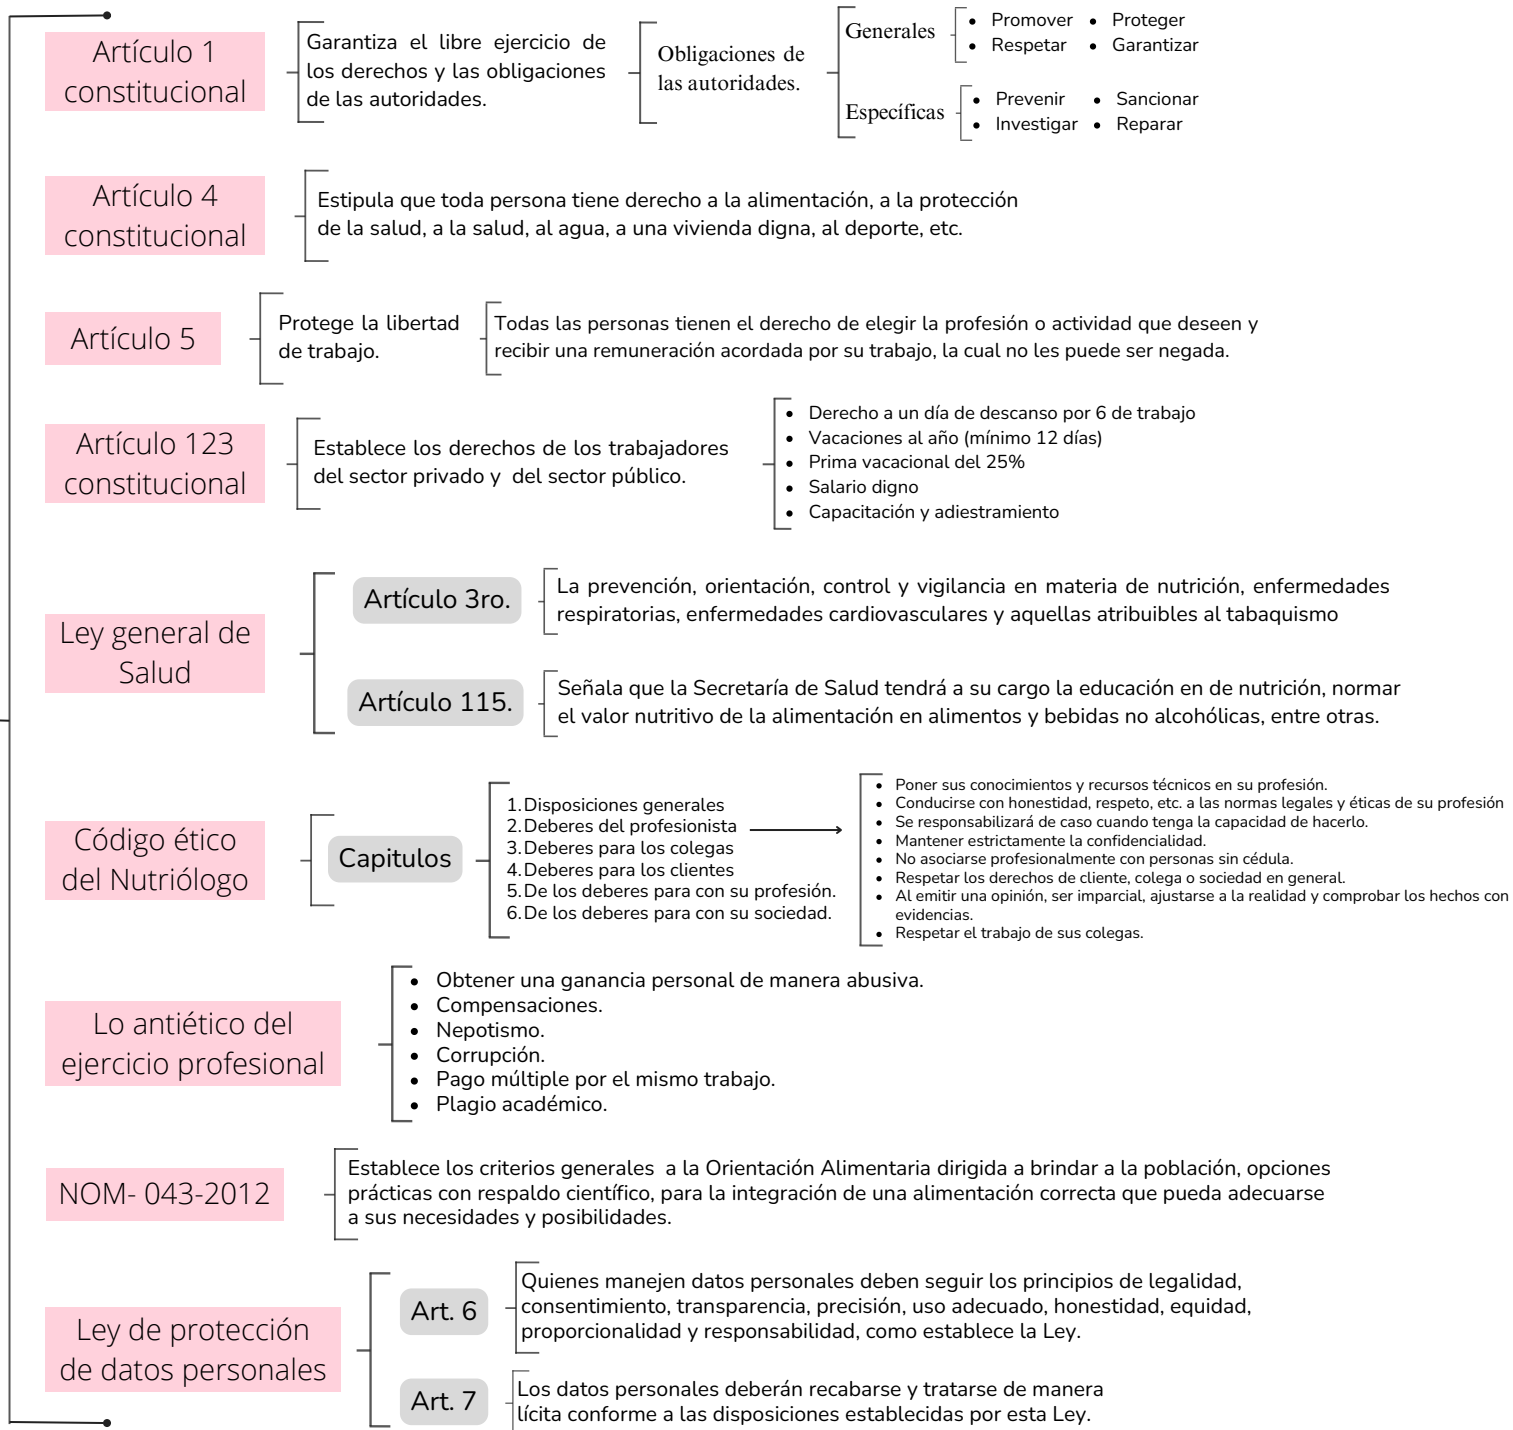 Artículo 1
constitucional
Garantiza el libre ejercicio de
los derechos y las obligaciones
de las autoridades.
Obligaciones de
las autoridades.
Generales
• Promover • Proteger
• Respetar • Garantizar
Específicas
• Prevenir • Sancionar
• Investigar • Reparar
Artículo 4
constitucional
Estipula que toda persona tiene derecho a la alimentación, a la protección
de la salud, a la salud, al agua, a una vivienda digna, al deporte, etc.
Artículo 5
Protege la libertad
de trabajo.
Todas las personas tienen el derecho de elegir la profesión o actividad que deseen y
recibir una remuneración acordada por su trabajo, la cual no les puede ser negada.
Artículo 123
constitucional
Establece los derechos de los trabajadores
del sector privado y  del sector público.
• Derecho a un día de descanso por 6 de trabajo
• Vacaciones al año (mínimo 12 días)
• Prima vacacional del 25%
• Salario digno
• Capacitación y adiestramiento
Ley general de
Salud
Artículo 3ro.
La prevención, orientación, control y vigilancia en materia de nutrición, enfermedades
respiratorias, enfermedades cardiovasculares y aquellas atribuibles al tabaquismo
Artículo 115.
Señala que la Secretaría de Salud tendrá a su cargo la educación en de nutrición, normar
el valor nutritivo de la alimentación en alimentos y bebidas no alcohólicas, entre otras.
Código ético
del Nutriólogo
Capitulos
1. Disposiciones generales
2. Deberes del profesionista
3. Deberes para los colegas
4. Deberes para los clientes
5. De los deberes para con su profesión.
6. De los deberes para con su sociedad.
• Poner sus conocimientos y recursos técnicos en su profesión.
• Conducirse con honestidad, respeto, etc. a las normas legales y éticas de su profesión
• Se responsabilizará de caso cuando tenga la capacidad de hacerlo.
• Mantener estrictamente la confidencialidad.
• No asociarse profesionalmente con personas sin cédula.
• Respetar los derechos de cliente, colega o sociedad en general.
• Al emitir una opinión, ser imparcial, ajustarse a la realidad y comprobar los hechos con
evidencias.
• Respetar el trabajo de sus colegas.
Lo antiético del
ejercicio profesional
• Obtener una ganancia personal de manera abusiva.
• Compensaciones.
• Nepotismo.
• Corrupción.
• Pago múltiple por el mismo trabajo.
• Plagio académico.
NOM- 043-2012
Establece los criterios generales  a la Orientación Alimentaria dirigida a brindar a la población, opciones
prácticas con respaldo científico, para la integración de una alimentación correcta que pueda adecuarse
a sus necesidades y posibilidades.
Ley de protección
de datos personales
Art. 6
Quienes manejen datos personales deben seguir los principios de legalidad,
consentimiento, transparencia, precisión, uso adecuado, honestidad, equidad,
proporcionalidad y responsabilidad, como establece la Ley.
Art. 7
Los datos personales deberán recabarse y tratarse de manera
lícita conforme a las disposiciones establecidas por esta Ley.